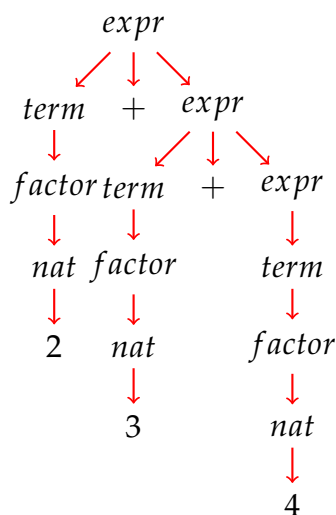 expr
term + expr
factor term + expr
nat factor term
2 nat factor
3 nat
4